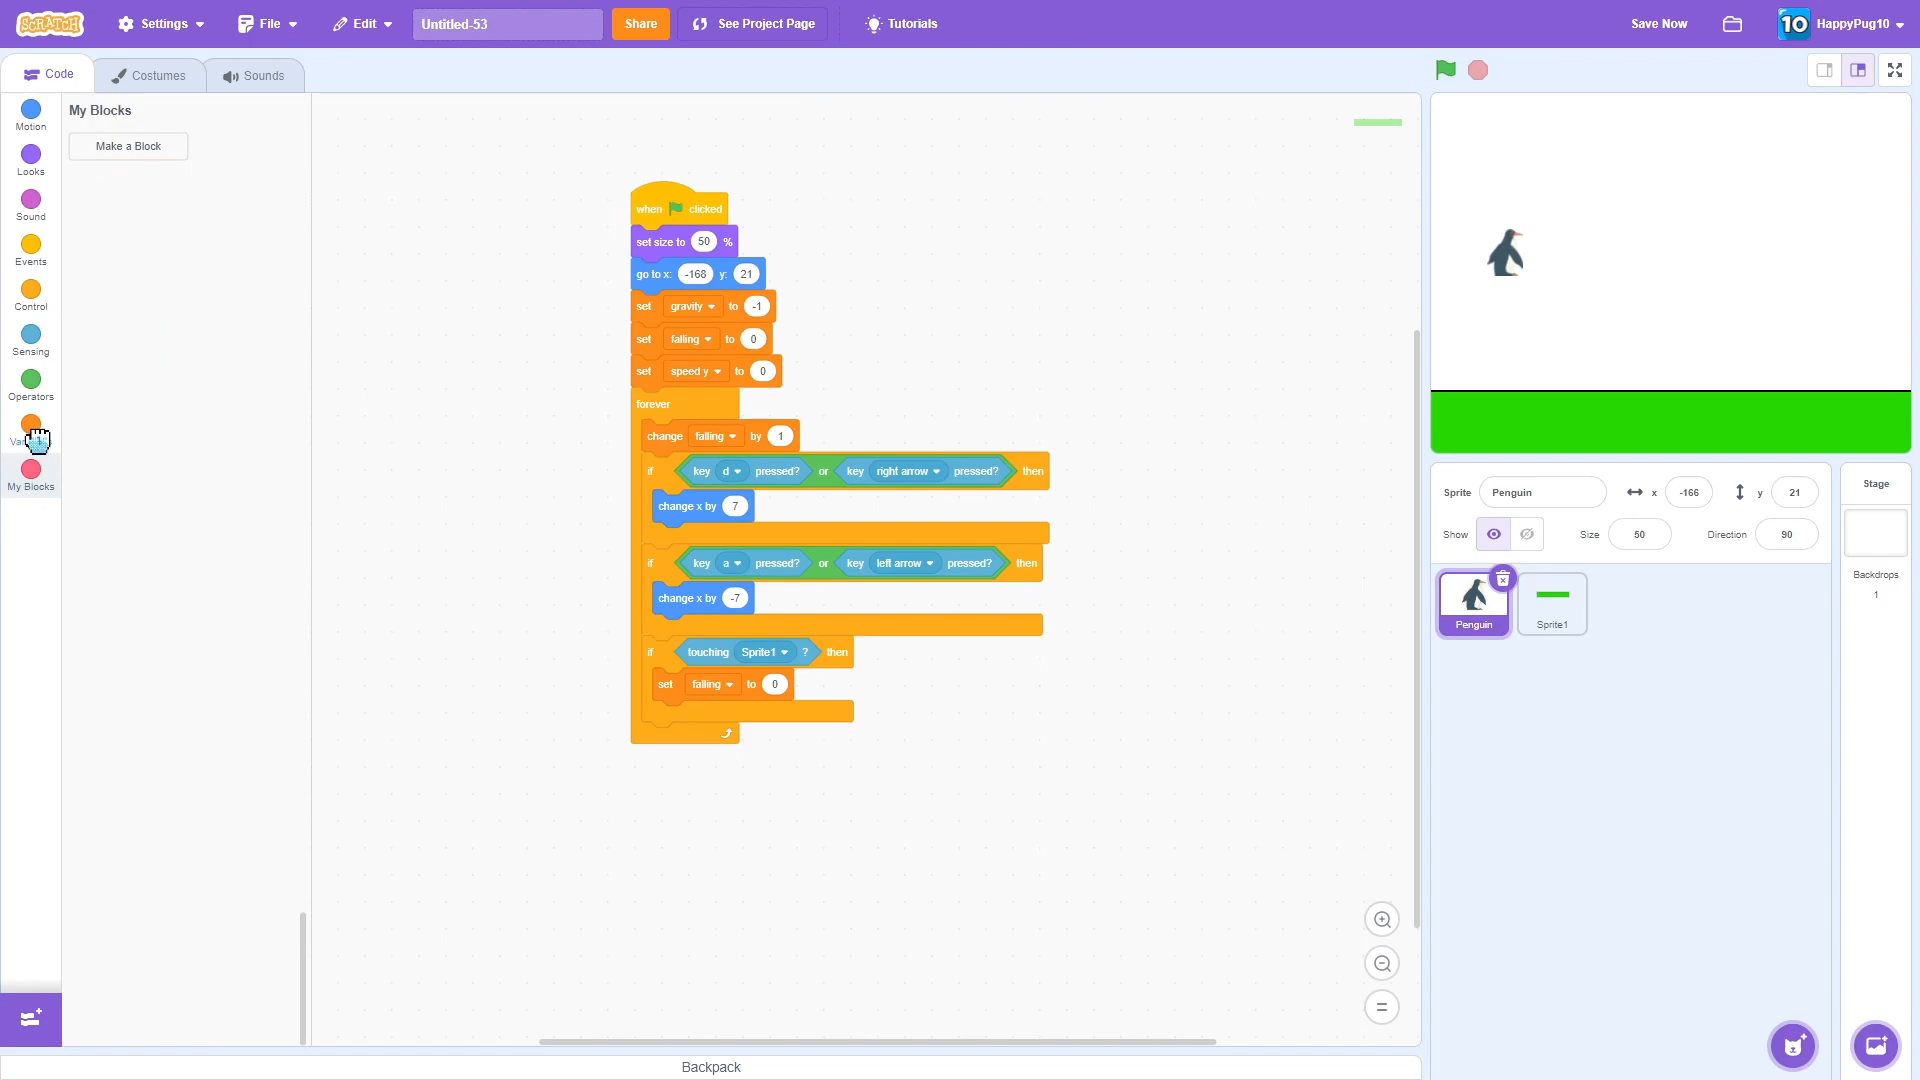 SCRATCH
Settings
File
Edit
Untitled-53
Share
See Project Page
Tutorials
Save Now
10
HappyPug10
Code
Costumes
Sounds
Motion
Looks
Sound
Events
Control
Sensing
Operators
My Blocks
My Blocks
Make a Block
when clicked
set size to 50 %
go to x: -168 y: 21
set gravity to -1
set falling to 0
set speed y to 0
forever
change falling by 1
if key d pressed? or key right arrow pressed? then
change x by 7
if key a pressed? or key left arrow pressed? then
change x by -7
if touching Sprite1 ? then
set falling to 0
Backpack
Sprite Penguin x -166 y 21
Show Size 50 Direction 90
Penguin
Sprite1
Stage
Backdrops
1